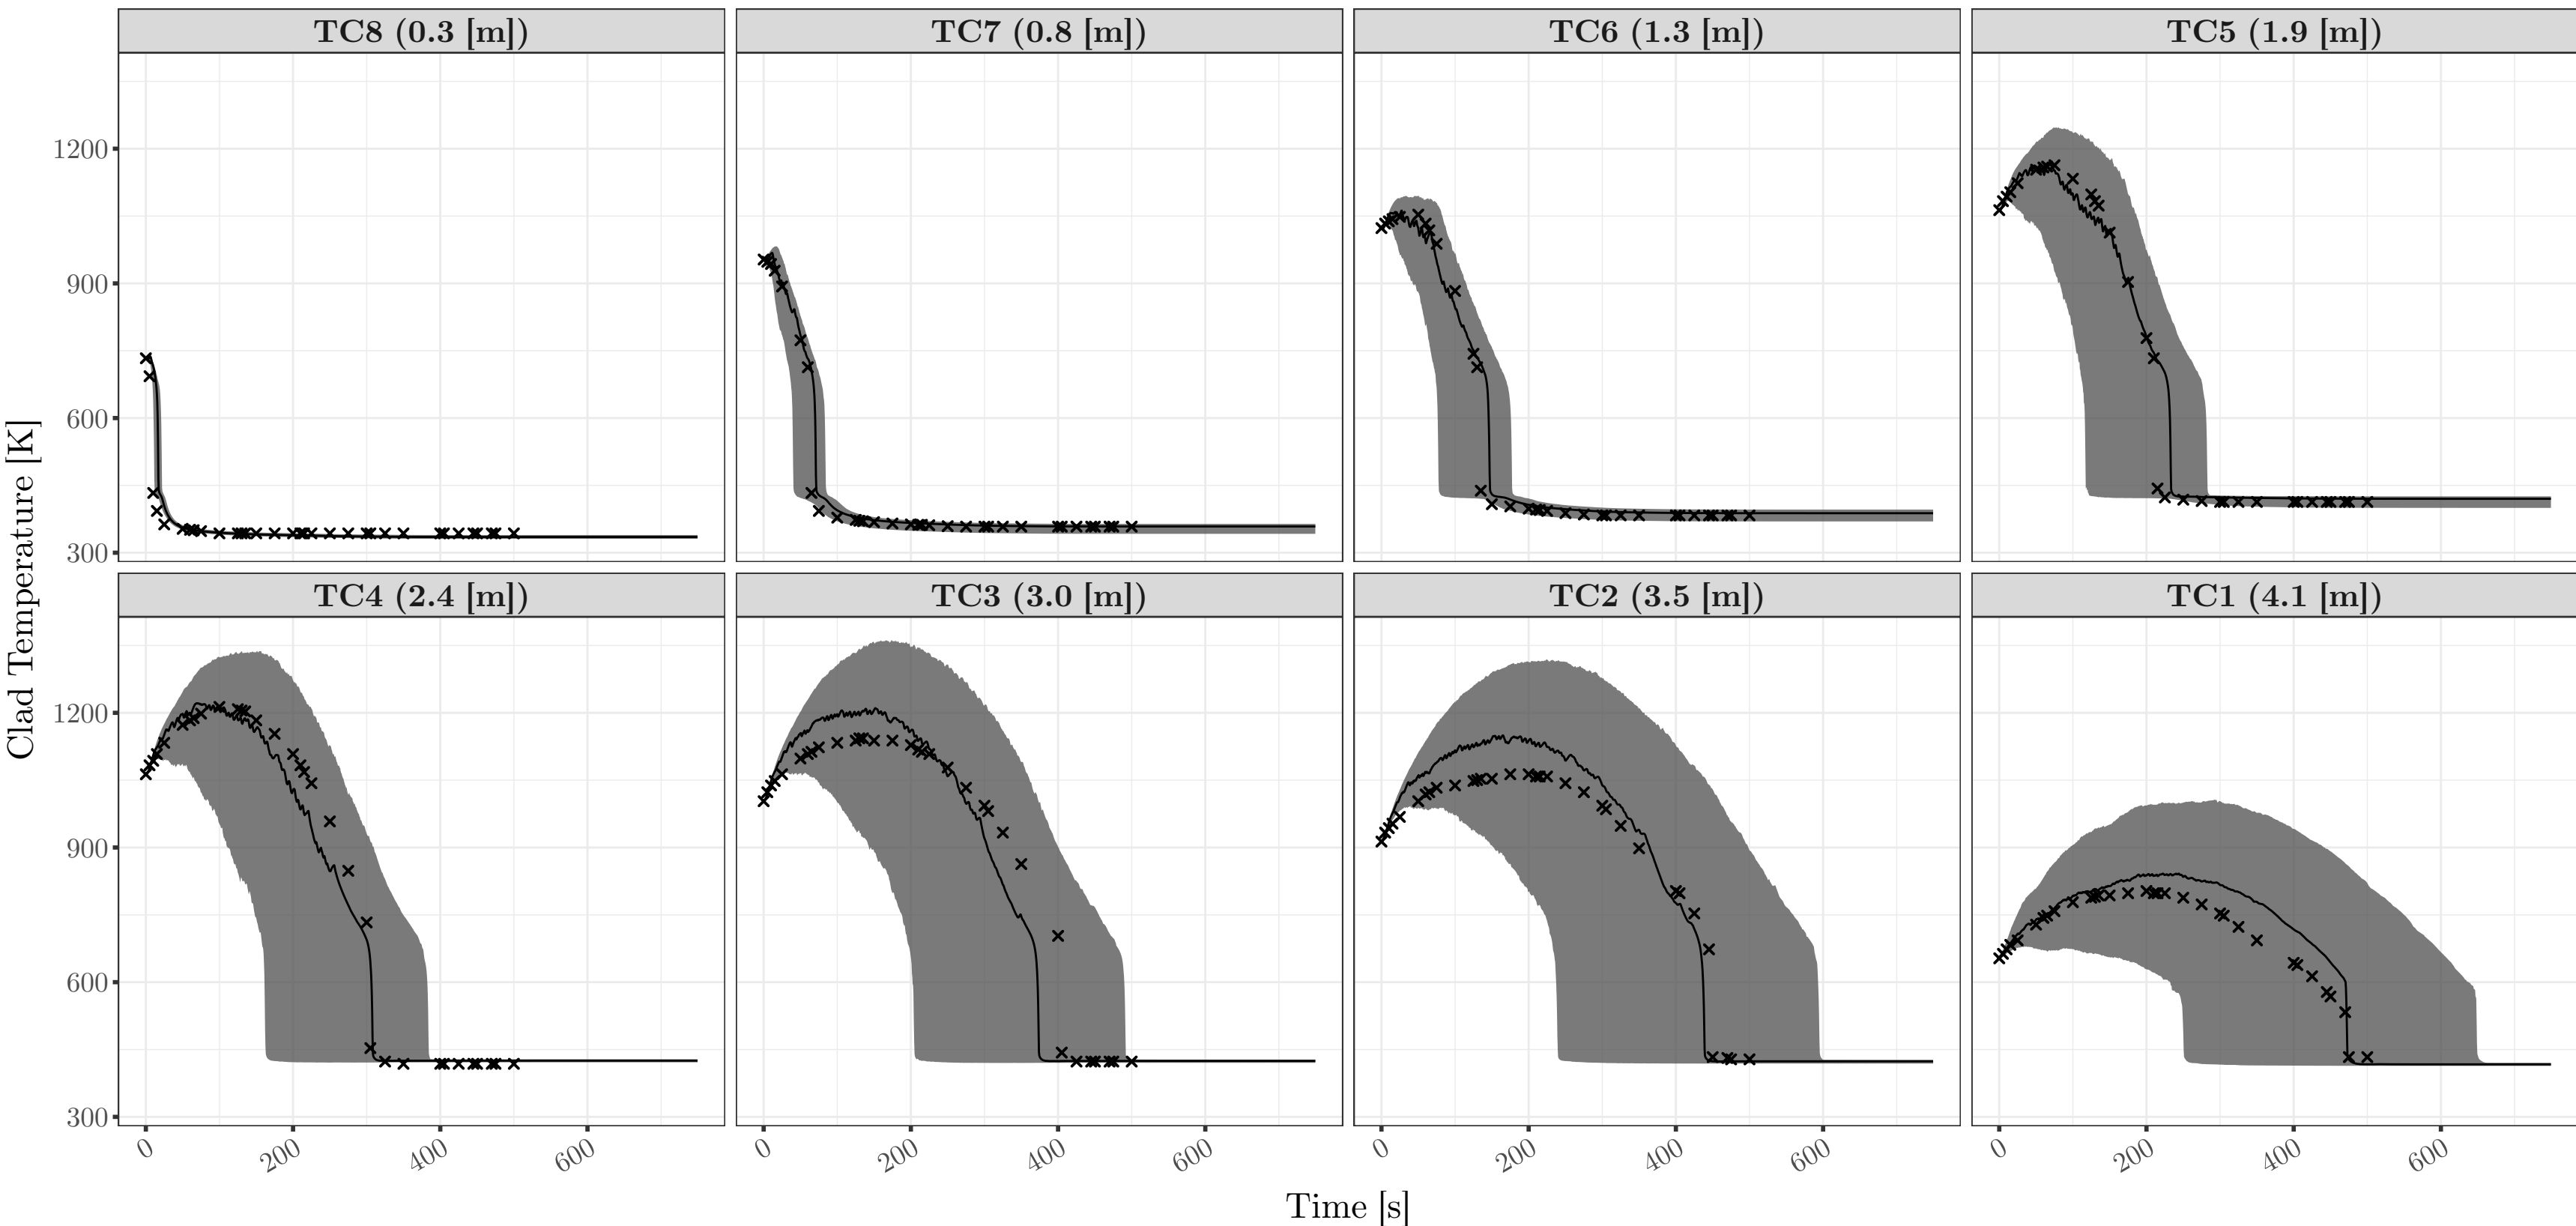 TC8 (0.3 [m])
TC7 (0.8 [m])
TC6 (1.3 [m])
TC5 (1.9 [m])
1200
900
600
300
TC4 (2.4 [m])
TC3 (3.0 [m])
TC2 (3.5 [m])
TC1 (4.1 [m])
1200
900
600
300
0
200
400
600
0
200
400
600
0
200
400
600
0
200
400
600
Clad Temperature [K]
Time [s]